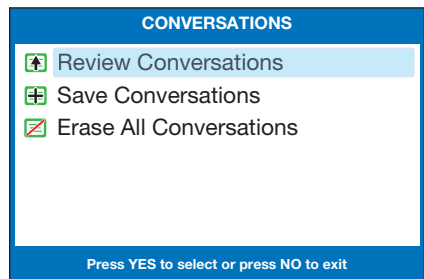 CONVERSATIONS
Review Conversations
Save Conversations
Erase All Conversations
Press YES to select or press NO to exit